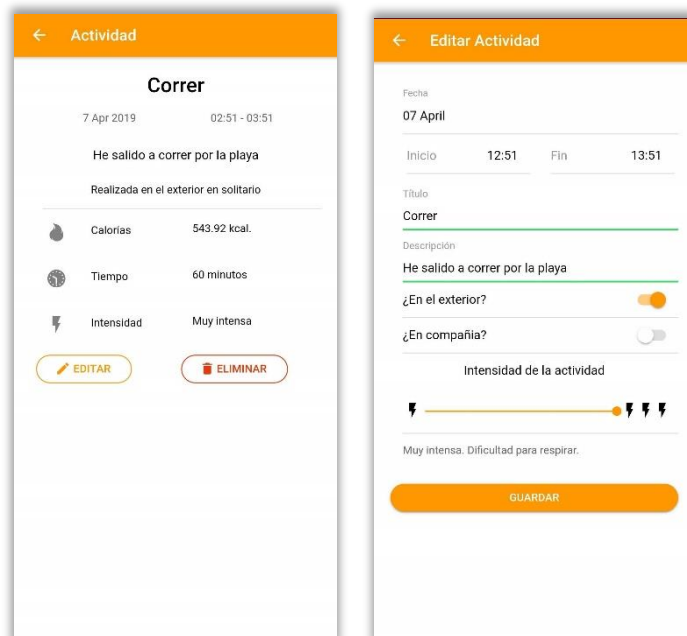 Actividad
Correr
7 Apr 2019 02:51 - 03:51
He salido a correr por la playa
Realizada en el exterior en solitario
Calorías 543.92 kcal.
Tiempo 60 minutos
Intensidad Muy intensa
EDITAR ELIMINAR
Editar Actividad
Fecha
07 April
Inicio 12:51 Fin 13:51
Título
Correr
Descripción
He salido a correr por la playa
¿En el exterior?
¿En compañia?
Intensidad de la actividad
Muy intensa. Dificultad para respirar.
GUARDAR